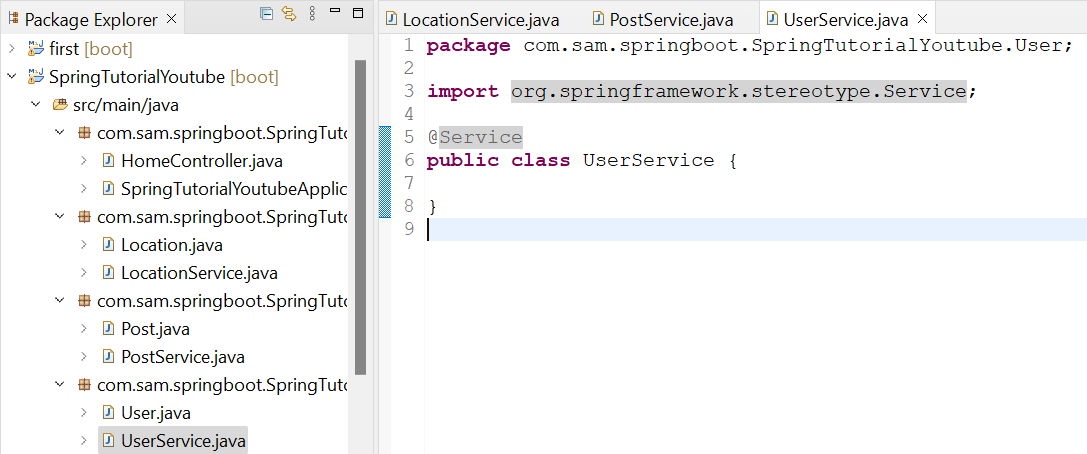 Package Explorer
first [boot]
SpringTutorialYoutube [boot]
src/main/java
com.sam.springboot.SpringTuto
HomeController.java
SpringTutorialYoutubeApplic
com.sam.springboot.SpringTuto
Location.java
LocationService.java
com.sam.springboot.SpringTuto
Post.java
PostService.java
com.sam.springboot.SpringTuto
User.java
UserService.java
LocationService.java PostService.java UserService.java
1 package com.sam.springboot.SpringTutorialYoutube.User;
2
3 import org.springframework.stereotype.Service;
4
5 @Service
6 public class UserService {
7
8 }
9